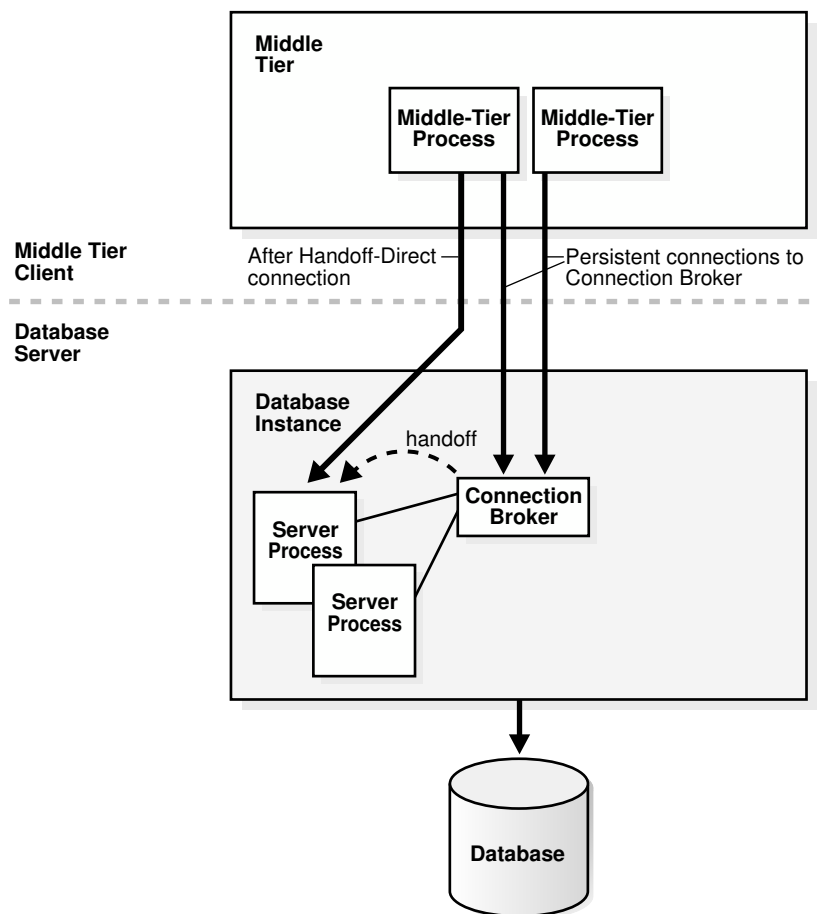 Middle
Tier
Middle-Tier
Process
Middle-Tier
Process
Middle Tier
Client
After Handoff-Direct
connection
Persistent connections to
Connection Broker
Database
Server
Database
Instance
handoff
Connection
Broker
Server
Process
Server
Process
Database